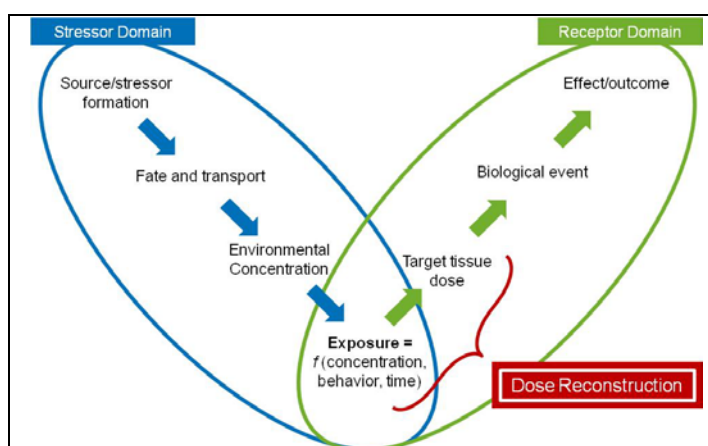 Stressor Domain
Receptor Domain
Source/stressor
formation
Effect/outcome
Fate and transport
Biological event
Environmental
Concentration
Target tissue
dose
Exposure =
f (concentration,
behavior, time)
Dose Reconstruction